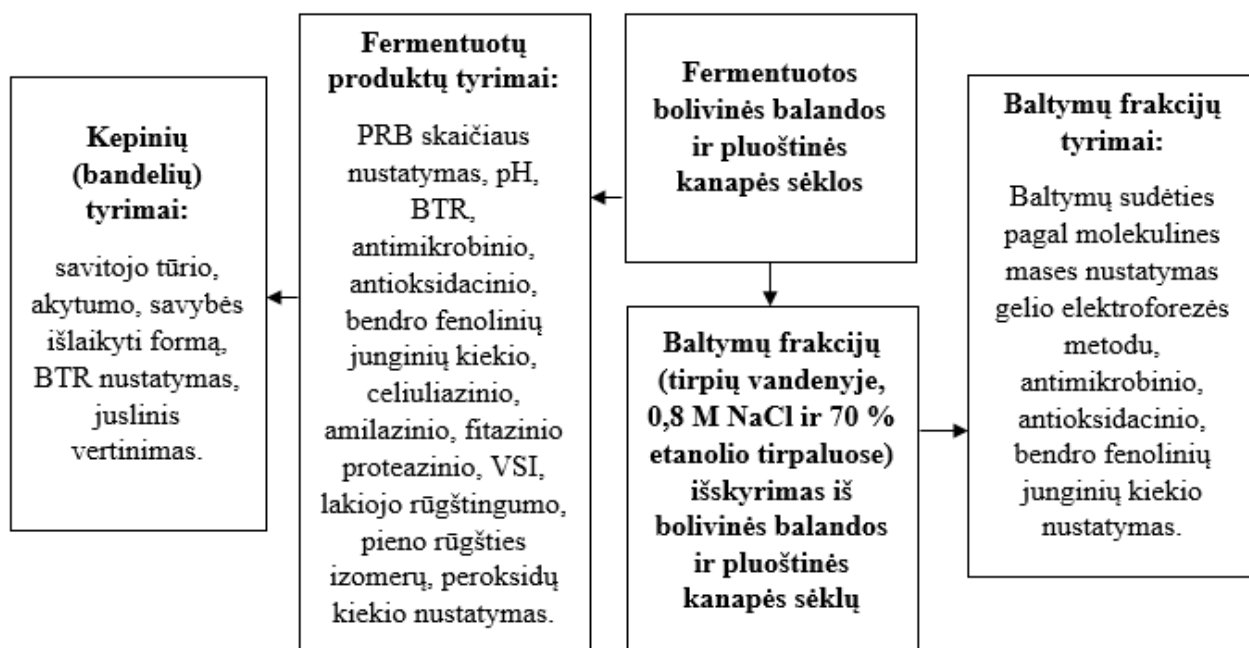 Kepinių
(bandelių)
tyrimai:
savitojo tūrio,
akytumo, savybės
išlaikyti formą,
BTR nustatymas,
juslinis
vertinimas.
Fermentuotų
produktų tyrimai:
PRB skaičiaus
nustatymas, pH,
BTR,
antimikrobinio,
antioksidacinio,
bendro fenolinių
junginių kiekio,
celiuliazinio,
amilazinio, fitazinio
proteazinio, VSI,
lakiojo rūgštingumo,
pieno rūgšties
izomerų, peroksidų
kiekio nustatymas.
Fermentuotos
bolivinės balandos
ir pluoštinės
kanapės sėklos
Baltymų frakcijų
(tirpių vandenyje,
0,8 M NaCl ir 70 %
etanolio tirpaluose)
išskyrimas iš
bolivinės balandos
ir pluoštinės
kanapės sėklų
Baltymų frakcijų
tyrimai:
Baltymų sudėties
pagal molekulines
mases nustatymas
gelio elektroforezės
metodu,
antimikrobinio,
antioksidacinio,
bendro fenolinių
junginių kiekio
nustatymas.